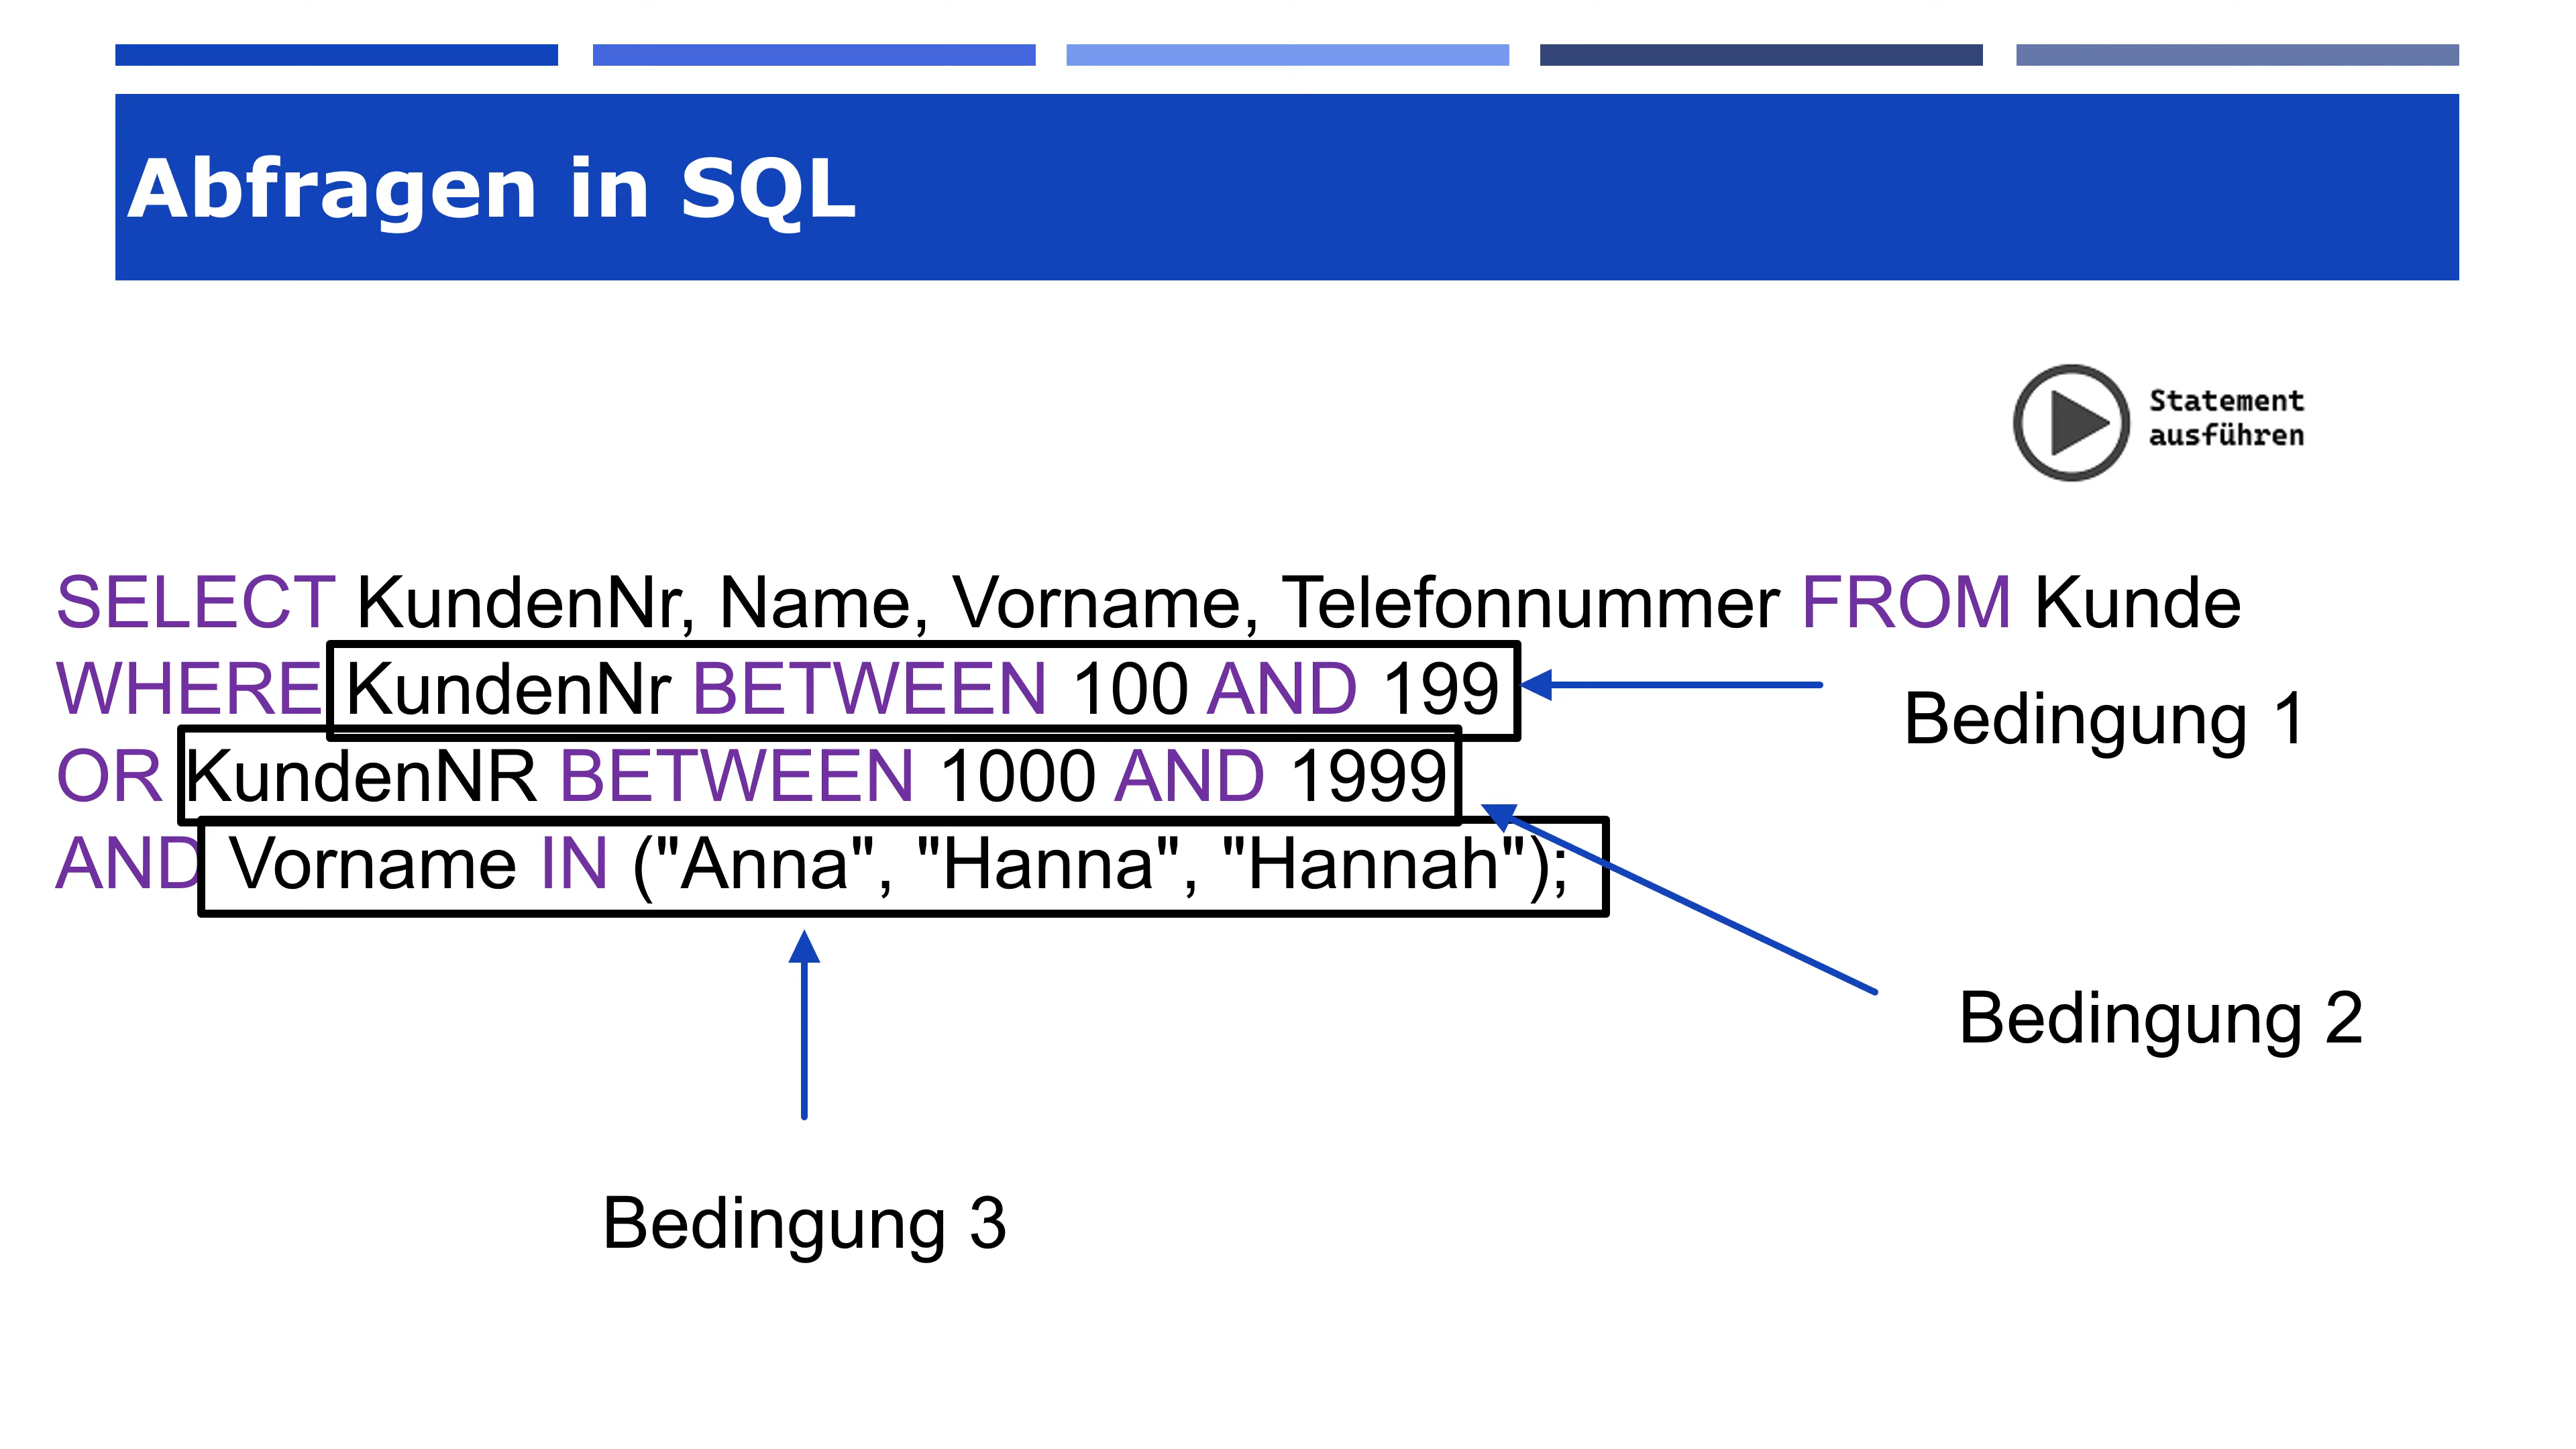 Abfragen in SQL
Statement
ausführen
SELECT KundenNr, Name, Vorname, Telefonnummer FROM Kunde
WHERE KundenNr BETWEEN 100 AND 199
OR KundenNR BETWEEN 1000 AND 1999
AND Vorname IN ("Anna", "Hanna", "Hannah");
Bedingung 1
Bedingung 2
Bedingung 3